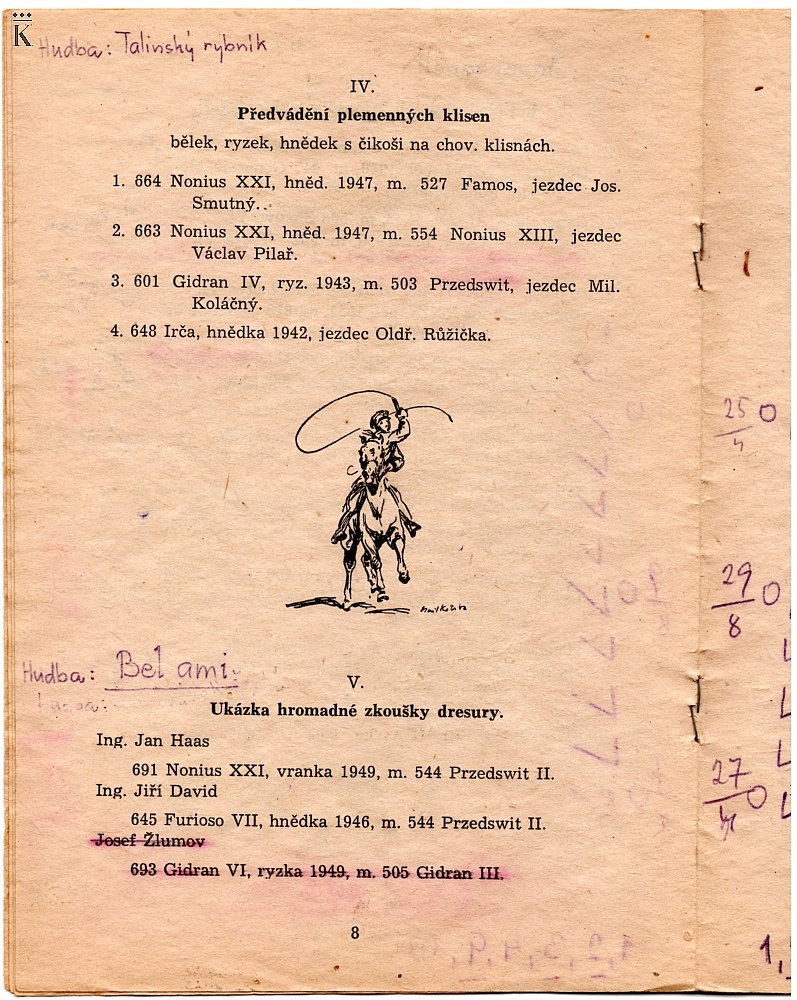 K
Hudba: Talinský rybník
IV.
Předvádění plemenných klisen
bělek, ryzek, hnědek s čikoši na chov. klisnách.
1. 664 Nonius XXI, hněd. 1947, m. 527 Famos, jezdec Jos.
Smutný.
2. 663 Nonius XXI, hněd. 1947, m. 554 Nonius XIII, jezdec
Václav Pilař.
3. 601 Gidran IV, ryz. 1943, m. 503 Przedswit, jezdec Mil.
Koláčný.
4. 648 Irča, hnědka 1942, jezdec Oldř. Růžička.
Hudba: Bel ami
V.
Ukázka hromadné zkoušky dresury.
Ing. Jan Haas
691 Nonius XXI, vranka 1949, m. 544 Przedswit II.
Ing. Jiří David
645 Furioso VII, hnědka 1946, m. 544 Przedswit II.
Josef Žlumov
693 Gidran VI, ryzka 1949, m. 505 Gidran III.
8
25
4
29
8
27